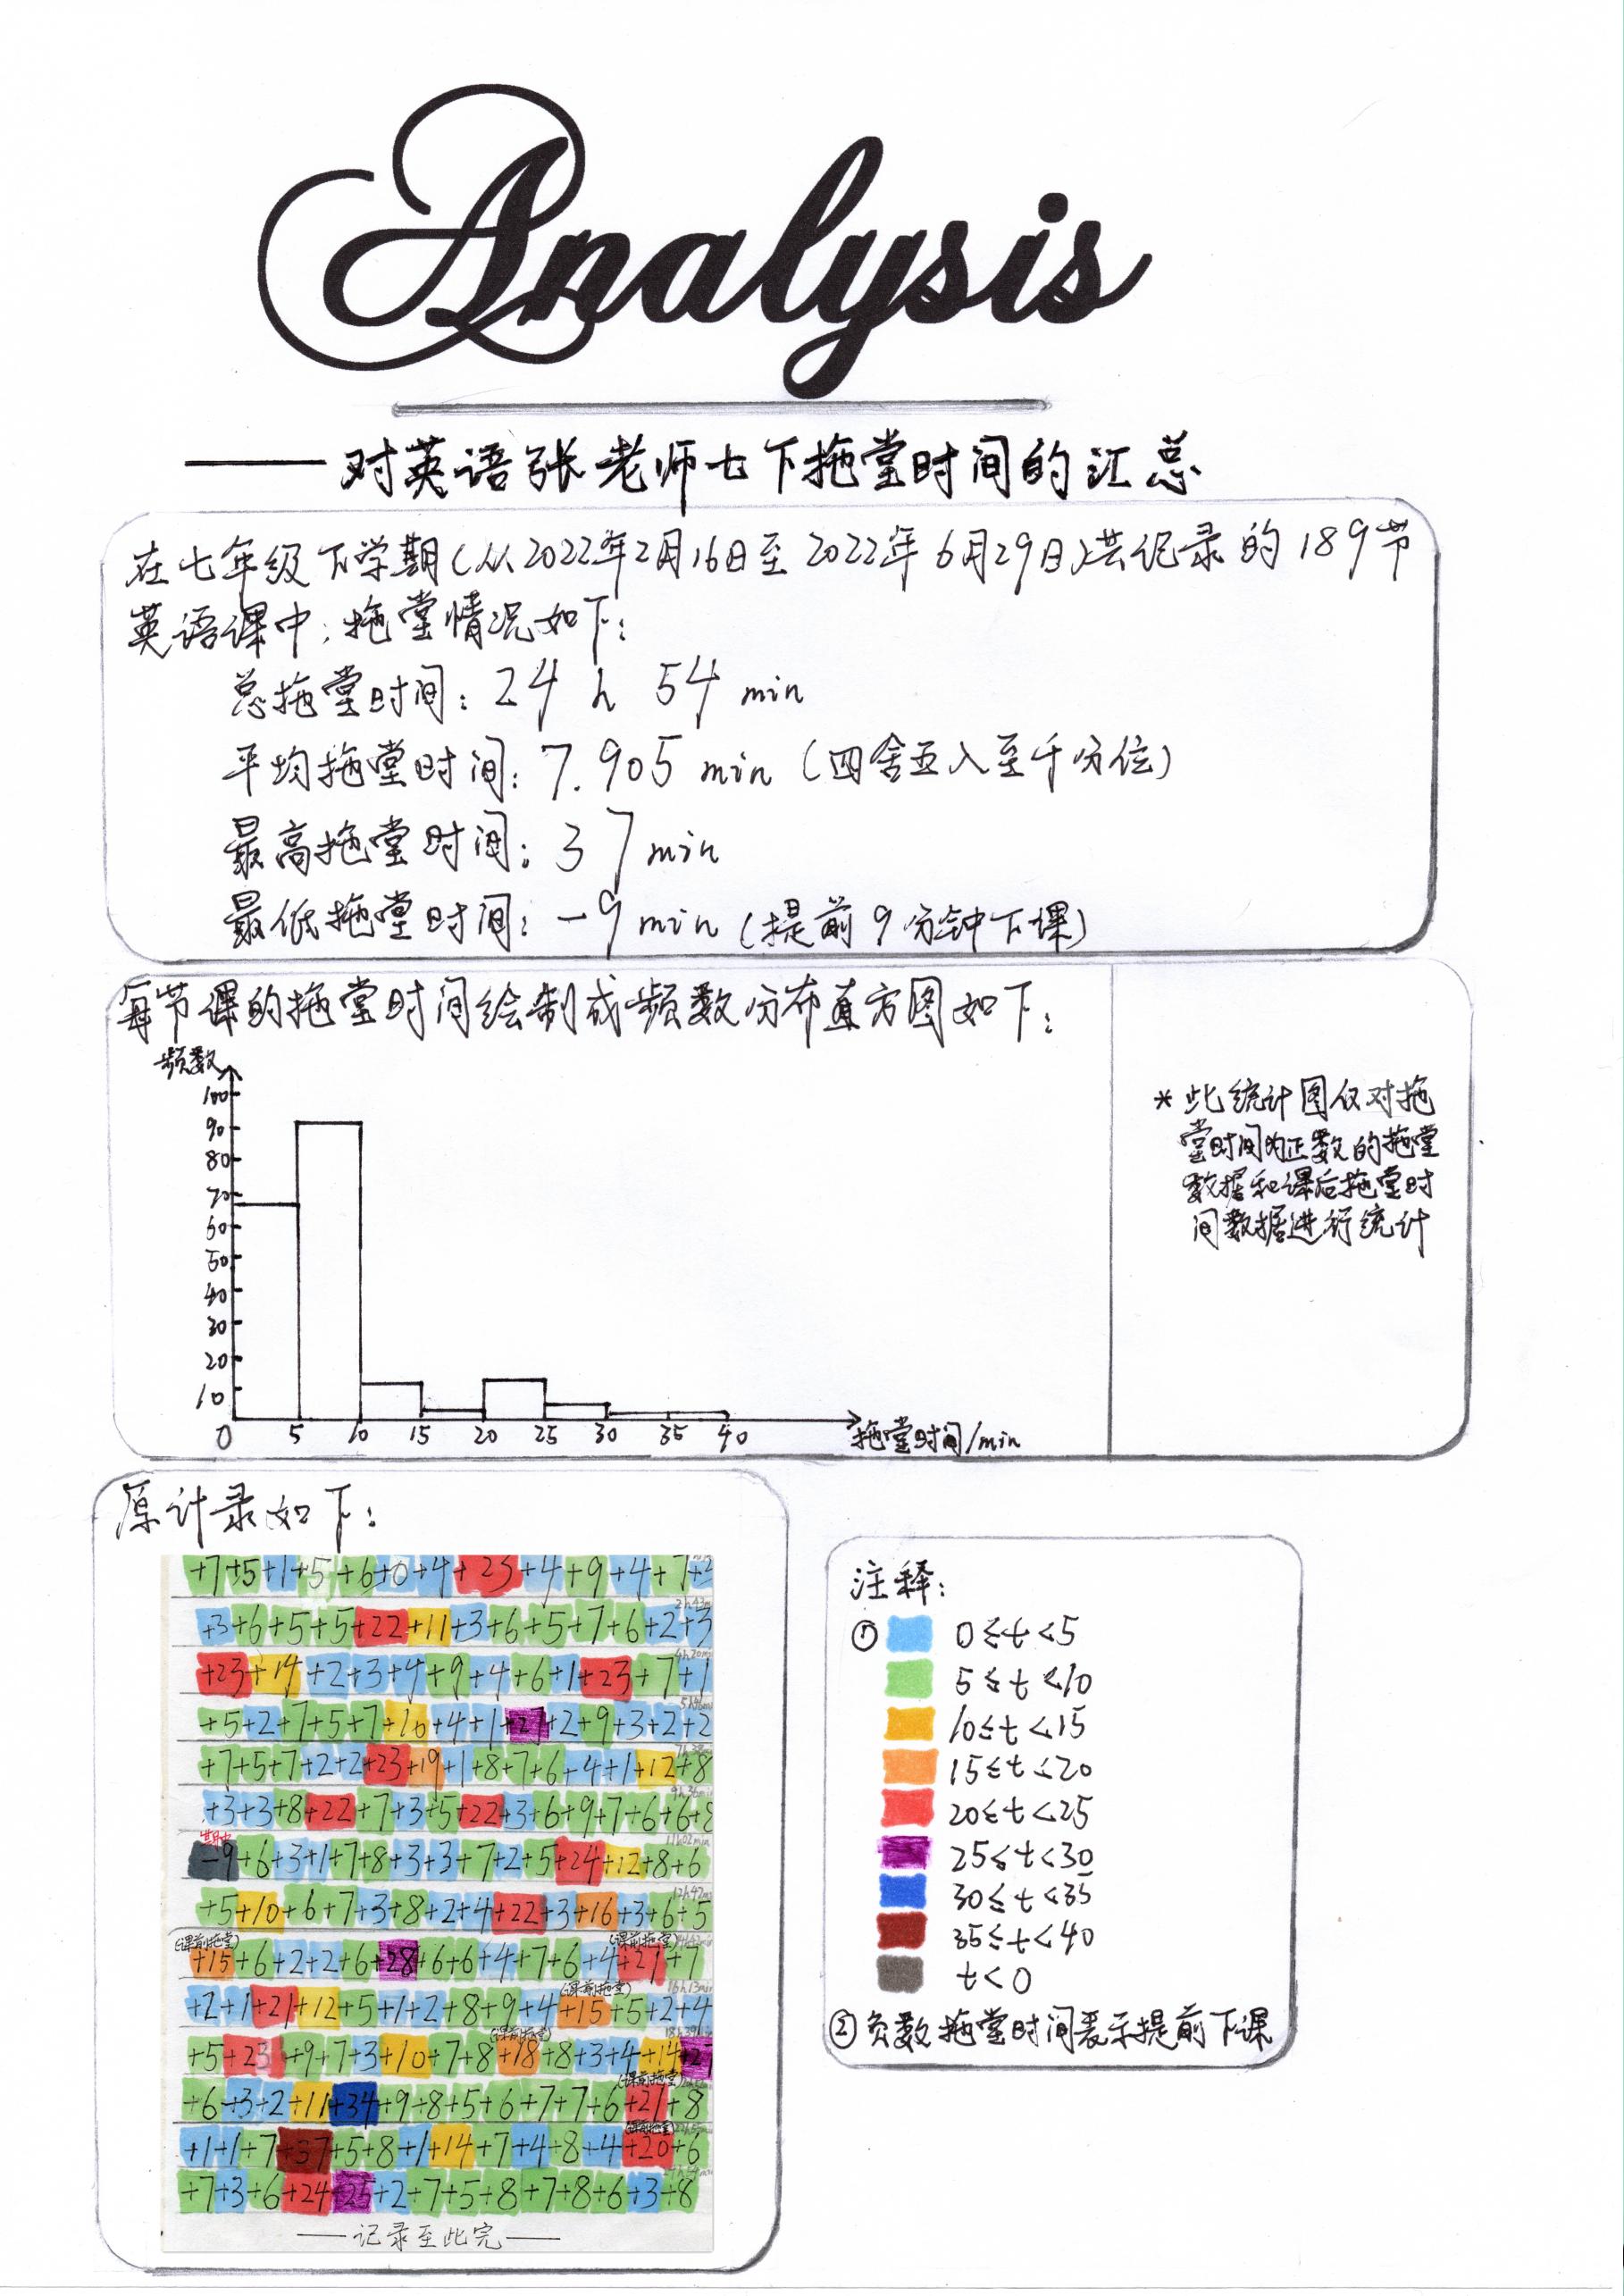 Analysis
——对英语张老师七下拖堂时间的汇总
在七年级下学期(从2022年2月16日至2022年6月29日)共纪录的189节
英语课中,拖堂情况如下:
总拖堂时间:24 h 54 min
平均拖堂时间:7.905 min(四舍五入至千分位)
最高拖堂时间:37 min
最低拖堂时间:-9 min(提前9分钟下课)
每节课的拖堂时间绘制成频数分布直方图如下:
频数
100
90
80
70
60
50
40
30
20
10
0 5 10 15 20 25 30 35 40
拖堂时间/min
*此统计图仅对拖
堂时间为正数的拖堂
数据和课后拖堂时
间数据进行统计
原计录如下:
+7+5+1+5+6+0+4+23+4+9+4+7+2
2h43m
+3+6+5+5+22+11+3+6+5+7+6+2+3
4h20m
+23+14+2+3+4+9+4+6+1+23+7+1
5h46m
+5+2+7+5+7+10+4+1+27+2+9+3+2+2
+7+5+7+2+2+23+19+1+8+7+6+4+1+12+8
9h36min
+3+3+8+22+7+3+5+22+3+6+9+7+6+6+8
期中
11h02min
-9+6+3+1+7+8+3+3+7+2+5+24+12+8+6
12h47m
+5+10+6+7+3+8+2+4+22+3+16+3+6+5
(课前拖堂) (课前拖堂)
+15+6+2+2+6+28+6+6+4+7+6+4+21+7
(课前拖堂) 16h13min
+2+1+21+12+5+1+2+8+9+4+15+5+2+4
(课前拖堂)
+5+23+9+7+3+10+7+8+18+8+3+4+14+2
(课前拖堂)
+6+3+2+11+34+9+8+5+6+7+7+6+21+8
(课前拖堂)
+1+1+7+37+5+8+1+14+7+4+8+4+20+6
24h54min
+7+3+6+24+25+2+7+5+8+7+8+6+3+8
——记录至此完——
注释:
① 0≤t<5
5≤t<10
10≤t<15
15≤t<20
20≤t<25
25≤t<30
30≤t<35
35≤t<40
t<0
②负数拖堂时间表示提前下课